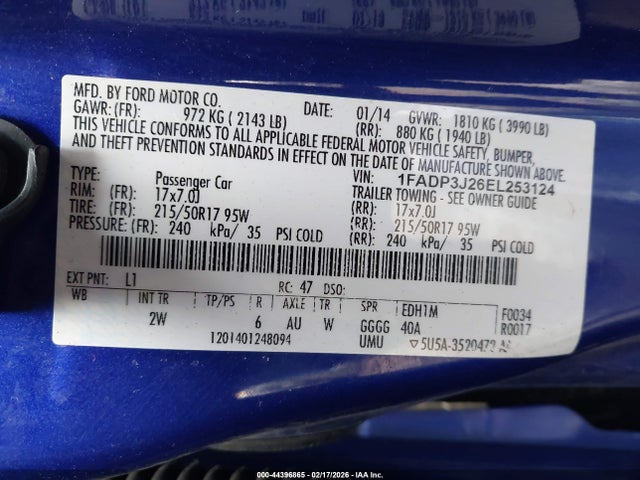 MFD. BY FORD MOTOR CO. DATE: 01/14 GVWR: 1810 KG ( 3990 LB)
GAWR: (FR): 972 KG ( 2143 LB) (RR): 880 KG ( 1940 LB)
THIS VEHICLE CONFORMS TO ALL APPLICABLE FEDERAL MOTOR VEHICLE SAFETY, BUMPER,
AND THEFT PREVENTION STANDARDS IN EFFECT ON THE DATE OF MANUFACTURE SHOWN ABOVE.
VIN: 1FADP3J26EL253124
TYPE: Passenger Car TRAILER TOWING - SEE OWNER GUIDE
RIM: (FR): 17x7.0J (RR): 17x7.0J
TIRE: (FR): 215/50R17 95W (RR): 215/50R17 95W
PRESSURE: (FR): 240 kPa/ 35 PSI COLD (RR): 240 kPa/ 35 PSI COLD
EXT PNT: L1 RC: 47 DSO:
WB INT TR TP/PS R AXLE TR SPR EDH1M F0034
2W 6 AU W GGGG 40A R0017
1201401248094 UMU 5U5A-3520472
000-44396865 - 02/17/2026 - IAA Inc.